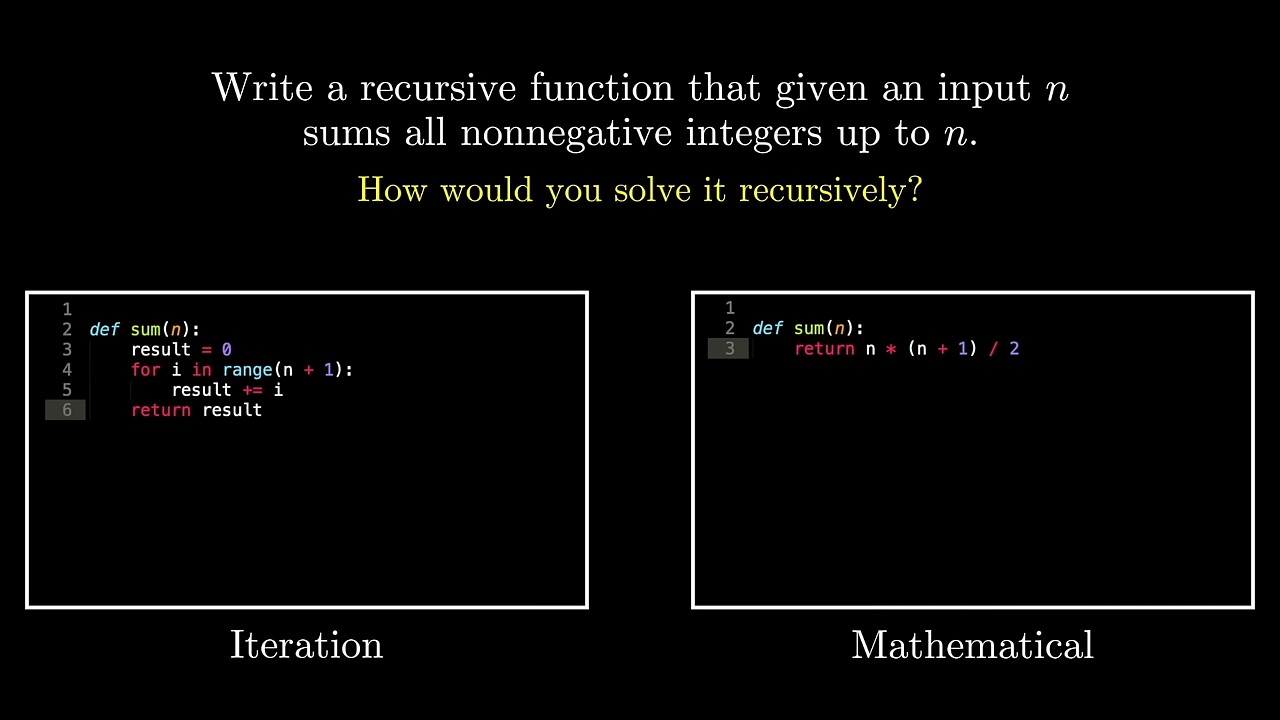 Write a recursive function that given an input n
sums all nonnegative integers up to n.
How would you solve it recursively?
1
2 def sum(n):
3     result = 0
4     for i in range(n + 1):
5         result += i
6     return result
Iteration
1
2 def sum(n):
3     return n * (n + 1) / 2
Mathematical